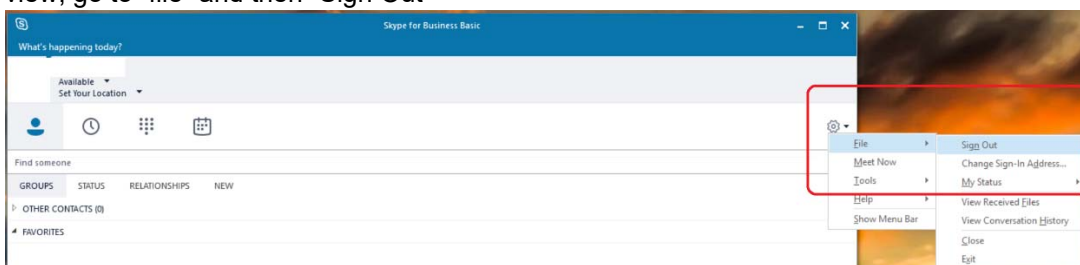 view, go to "file" and then "Sign Out"
Skype for Business Basic
What's happening today?
Available
Set Your Location
Find someone
GROUPS STATUS RELATIONSHIPS NEW
OTHER CONTACTS (0)
FAVORITES
File
Meet Now
Tools
Help
Show Menu Bar
Sign Out
Change Sign-In Address...
My Status
View Received Files
View Conversation History
Close
Exit